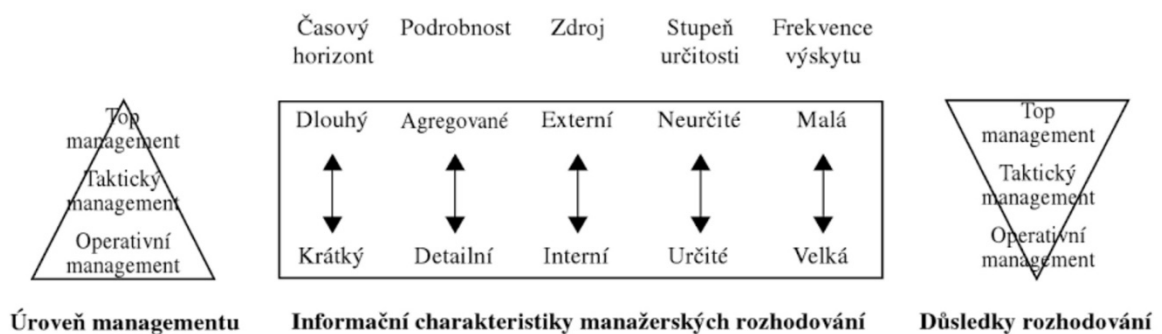 Časový horizont
Podrobnost
Zdroj
Stupeň určitosti
Frekvence výskytu
Top management
Taktický management
Operativní management
Dlouhý
Agregované
Externí
Neurčité
Malá
Krátký
Detailní
Interní
Určité
Velká
Top management
Taktický management
Operativní management
Úroveň managementu
Informační charakteristiky manažerských rozhodování
Důsledky rozhodování